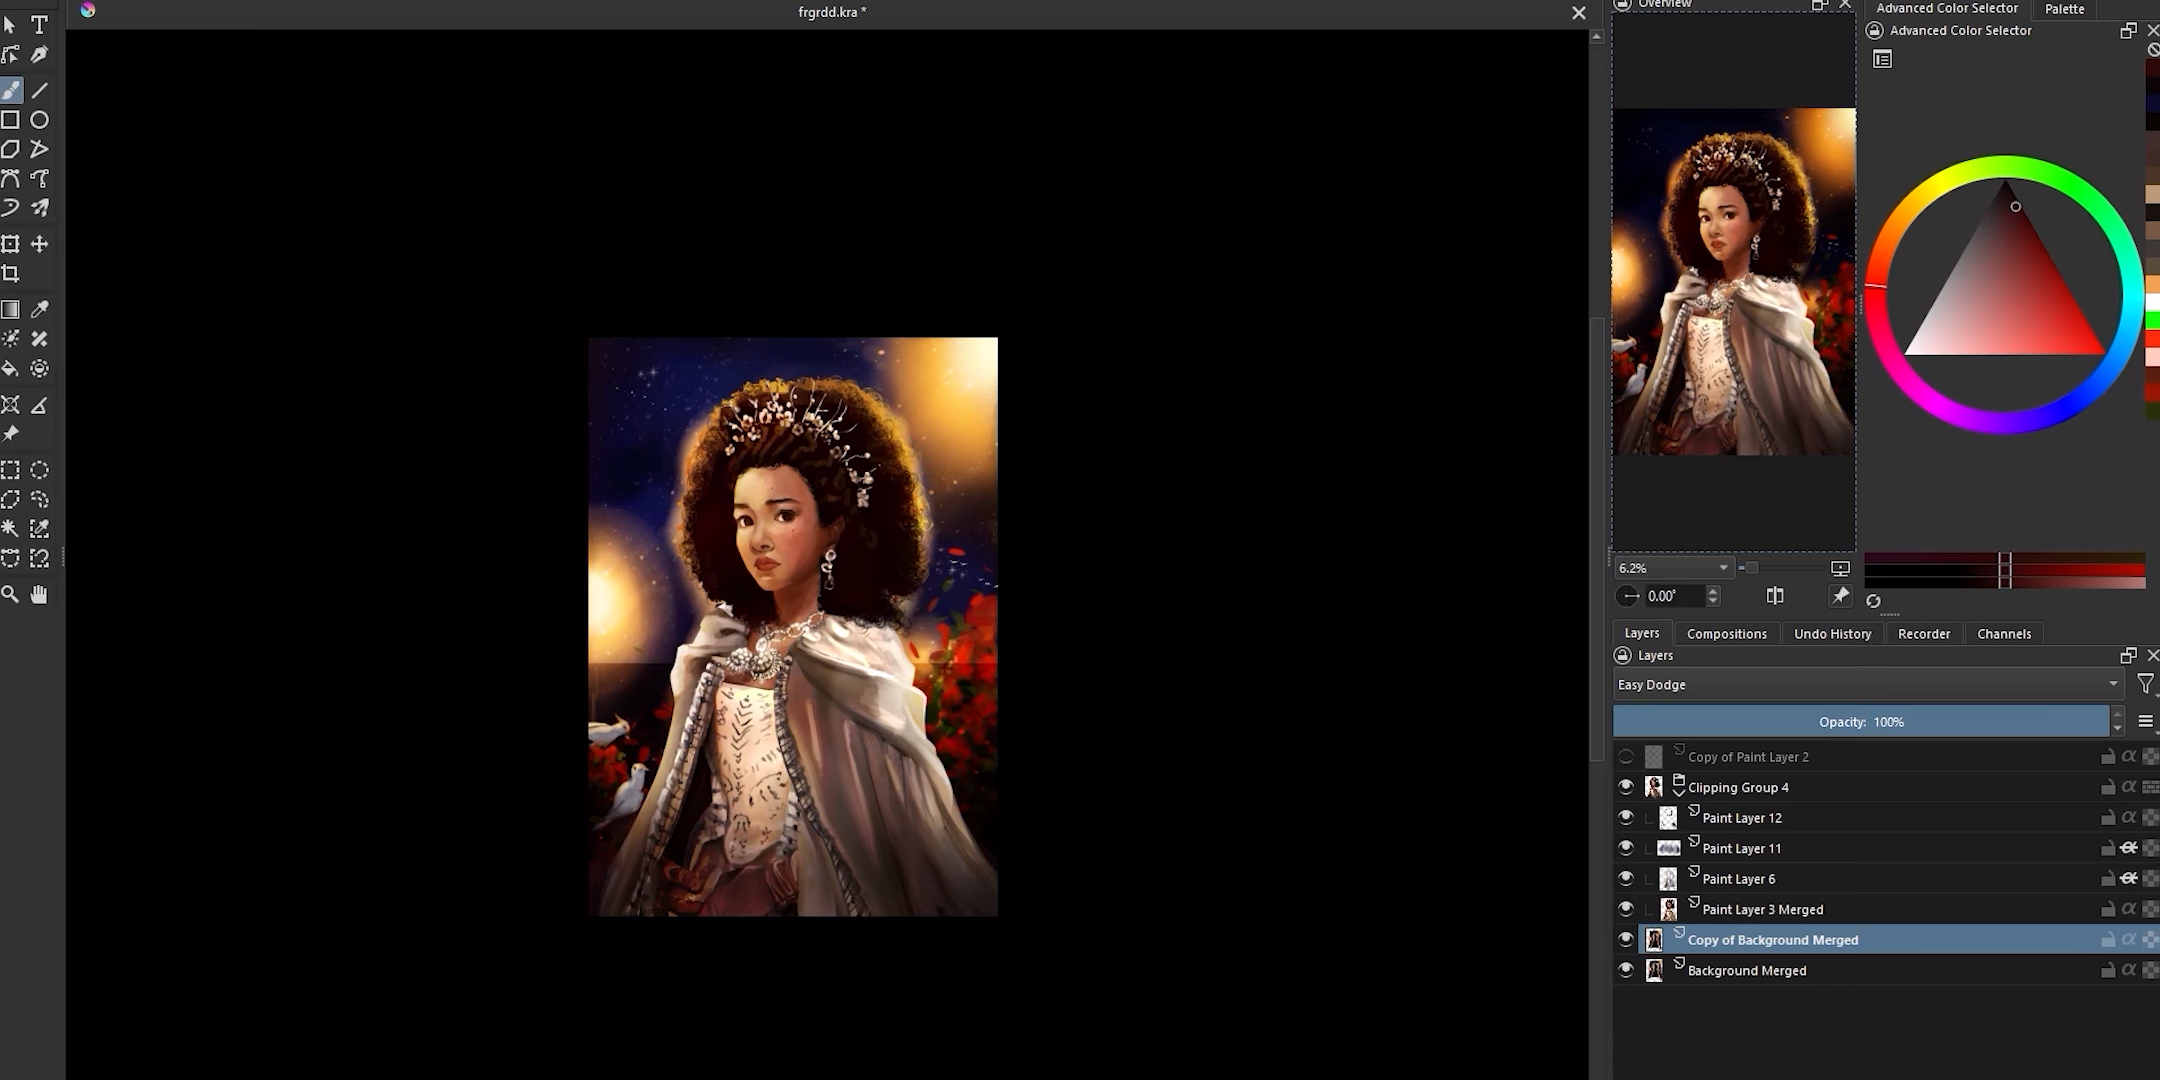 frgrdd.kra *
Overview
Advanced Color Selector
Palette
Advanced Color Selector
6.2%
0.00°
Layers
Compositions
Undo History
Recorder
Channels
Layers
Easy Dodge
Opacity: 100%
Copy of Paint Layer 2
Clipping Group 4
Paint Layer 12
Paint Layer 11
Paint Layer 6
Paint Layer 3 Merged
Copy of Background Merged
Background Merged